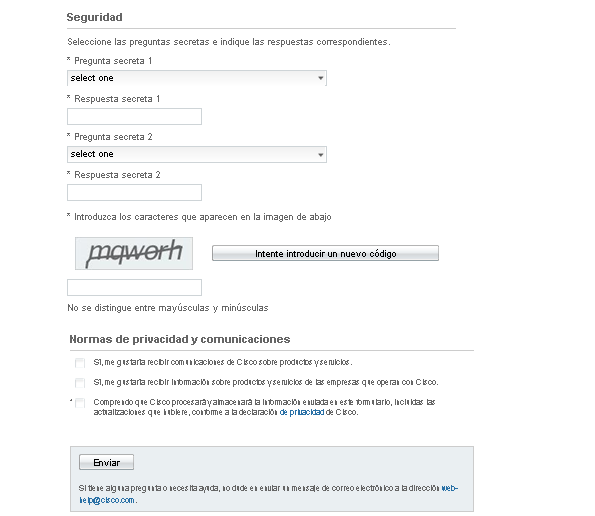 Seguridad
Seleccione las preguntas secretas e indique las respuestas correspondientes.
* Pregunta secreta 1
select one
* Respuesta secreta 1
* Pregunta secreta 2
select one
* Respuesta secreta 2
* Introduzca los caracteres que aparecen en la imagen de abajo
Intente introducir un nuevo código
No se distingue entre mayúsculas y minúsculas
Normas de privacidad y comunicaciones
Sí, me gustaría recibir comunicaciones de Cisco sobre productos y servicios.
Sí, me gustaría recibir información sobre productos y servicios de las empresas que operan con Cisco.
* Comprendo que Cisco procesará y almacenará la información enviada en este formulario, incluidas las
actualizaciones que hubiere, conforme a la declaración de privacidad de Cisco.
Enviar
Si tiene alguna pregunta o necesita ayuda, no dude en enviar un mensaje de correo electrónico a la dirección web-
help@cisco.com.